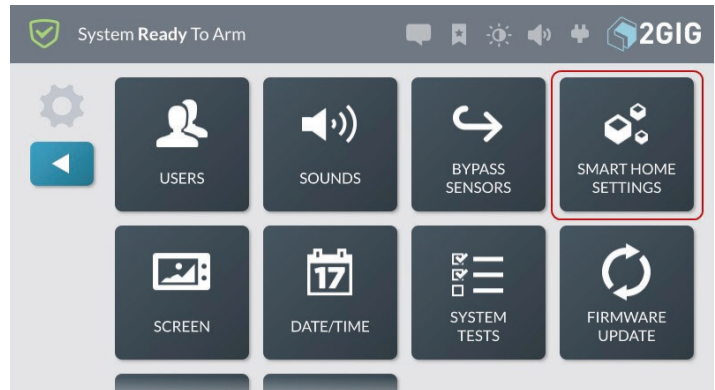 System Ready To Arm
2GIG
USERS
SOUNDS
BYPASS
SENSORS
SMART HOME
SETTINGS
SCREEN
17
DATE/TIME
SYSTEM
TESTS
FIRMWARE
UPDATE